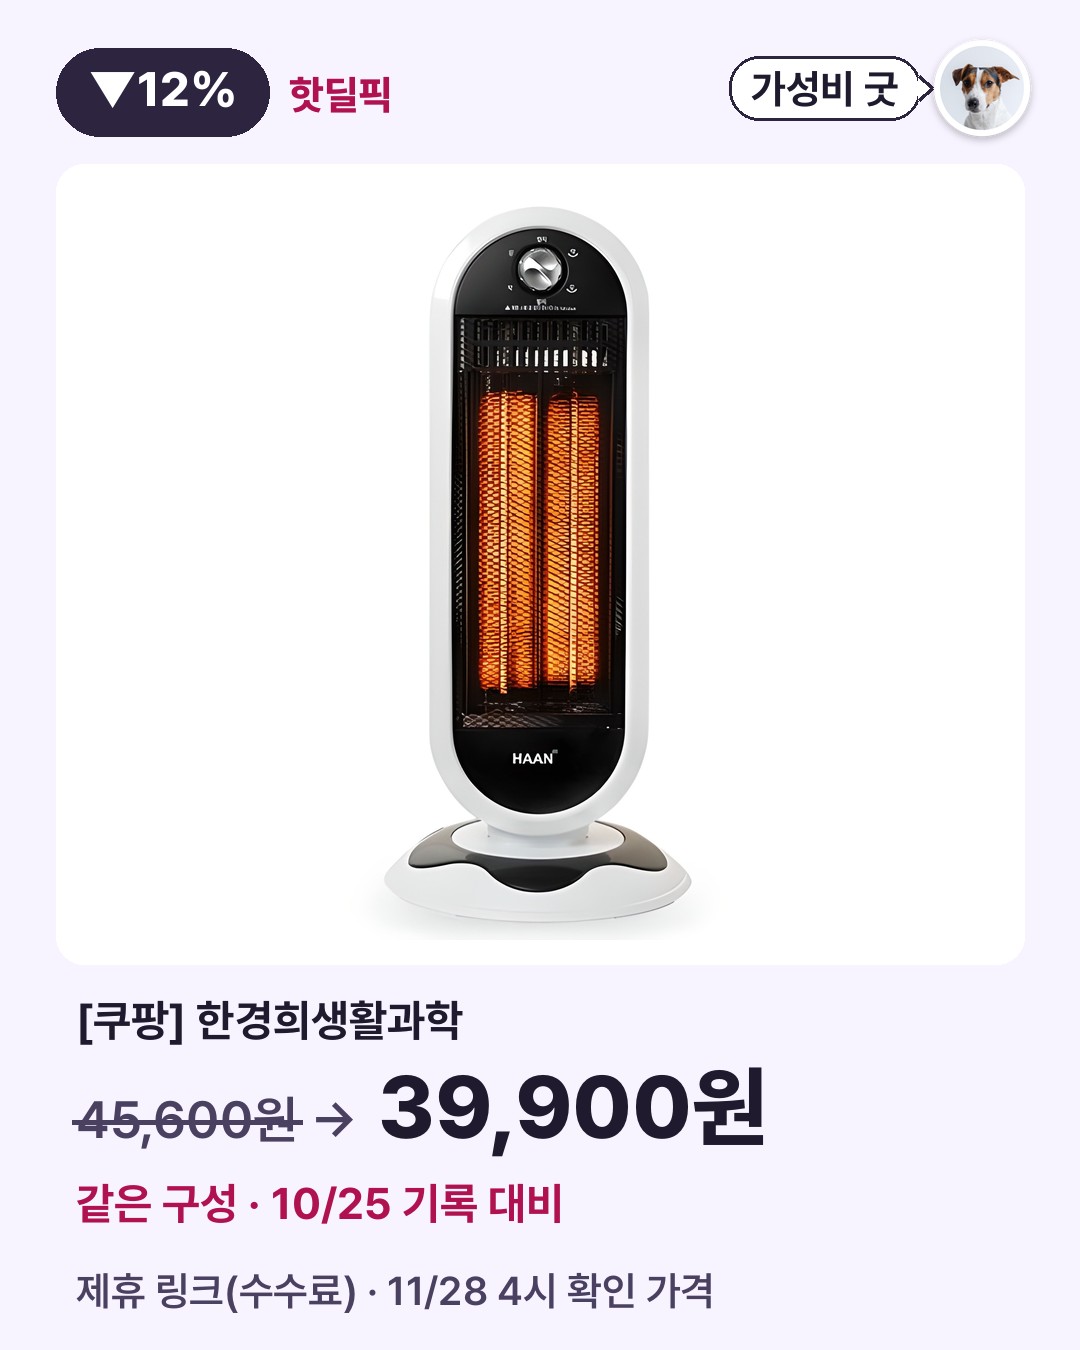 ▼12%
핫딜픽
가성비 굿
HAAN
[쿠팡] 한경희생활과학
45,600원 → 39,900원
같은 구성 · 10/25 기록 대비
제휴 링크(수수료) · 11/28 4시 확인 가격